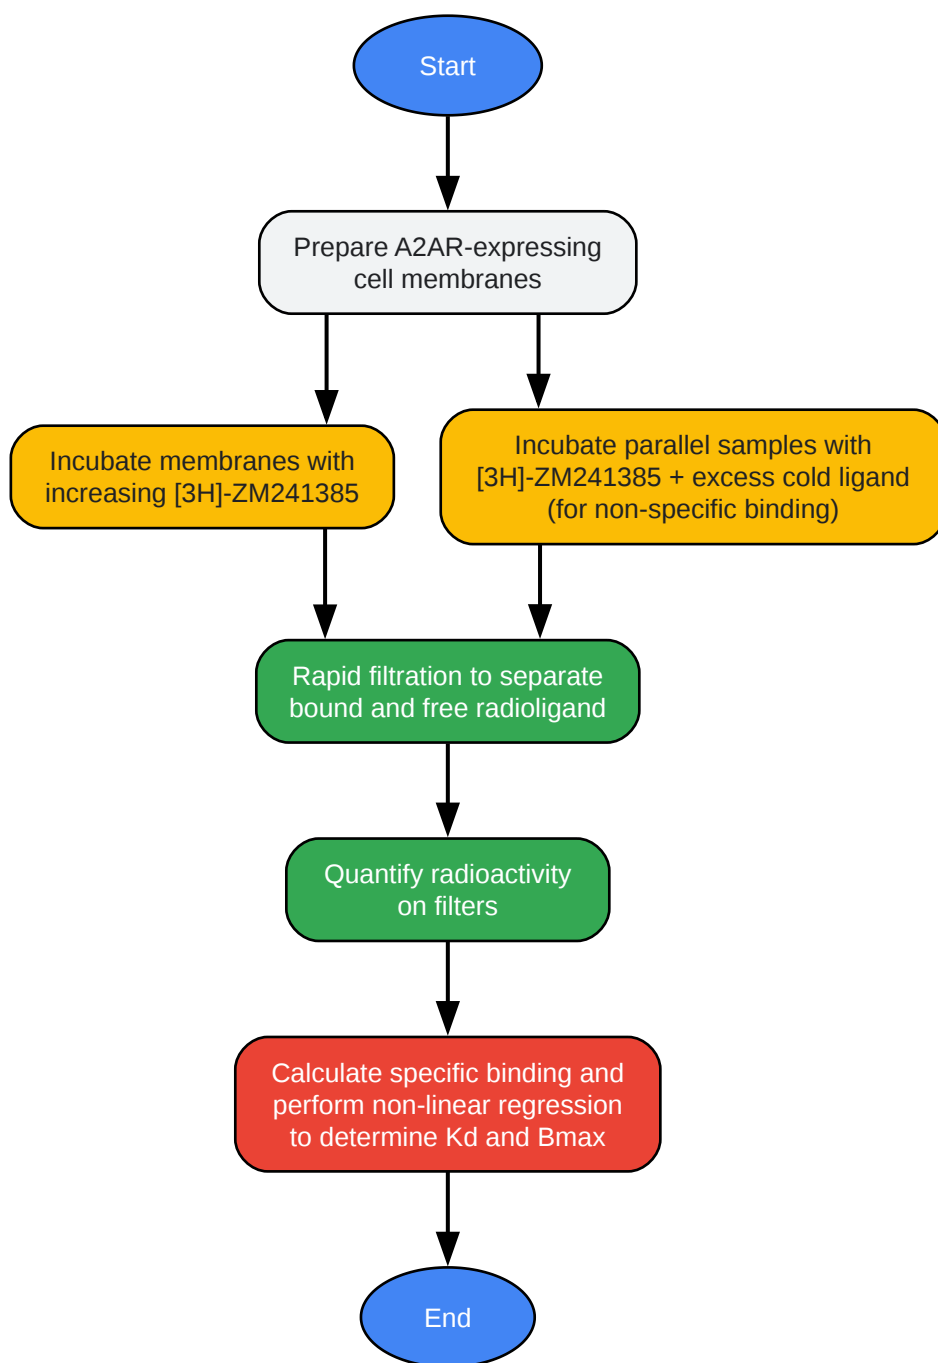 Start
Prepare A2AR-expressing
cell membranes
Incubate membranes with
increasing [3H]-ZM241385
Incubate parallel samples with
[3H]-ZM241385 + excess cold ligand
(for non-specific binding)
Rapid filtration to separate
bound and free radioligand
Quantify radioactivity
on filters
Calculate specific binding and
perform non-linear regression
to determine Kd and Bmax
End